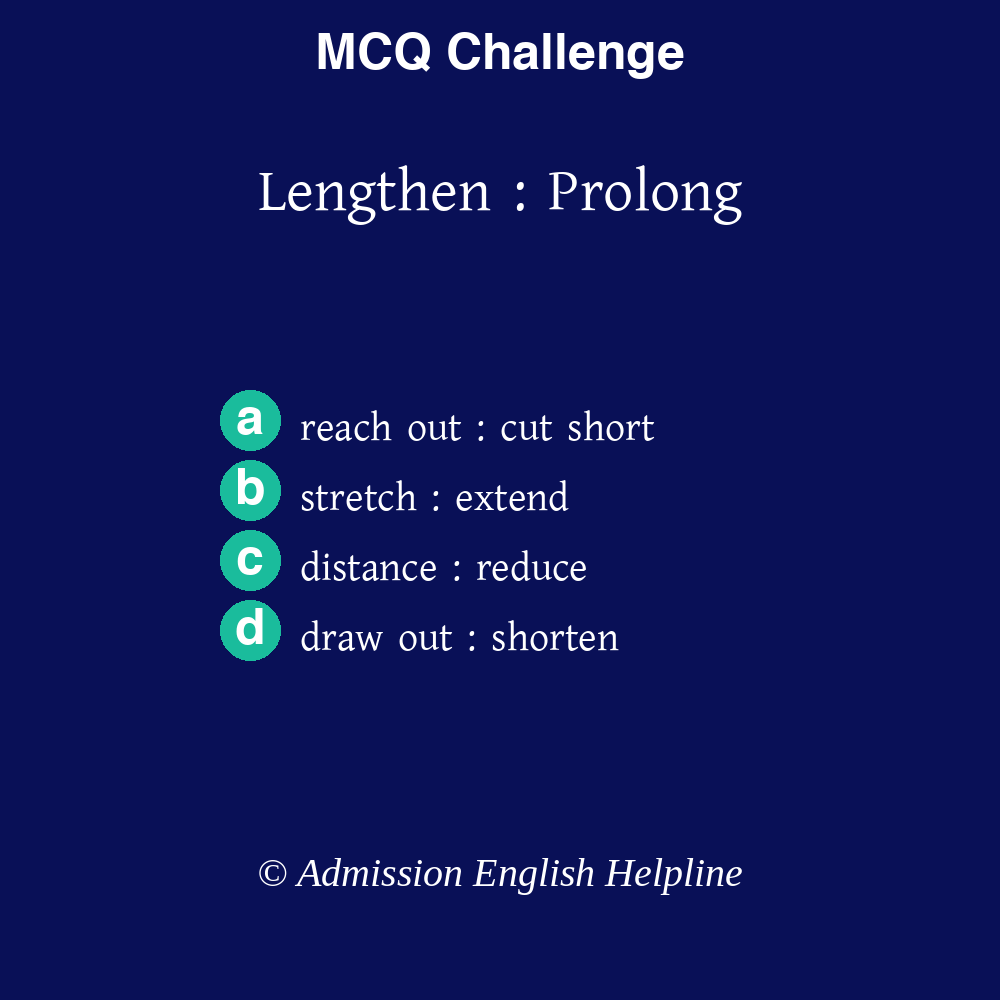 MCQ Challenge
Lengthen : Prolong
a reach out : cut short
b stretch : extend
c distance : reduce
d draw out : shorten
© Admission English Helpline